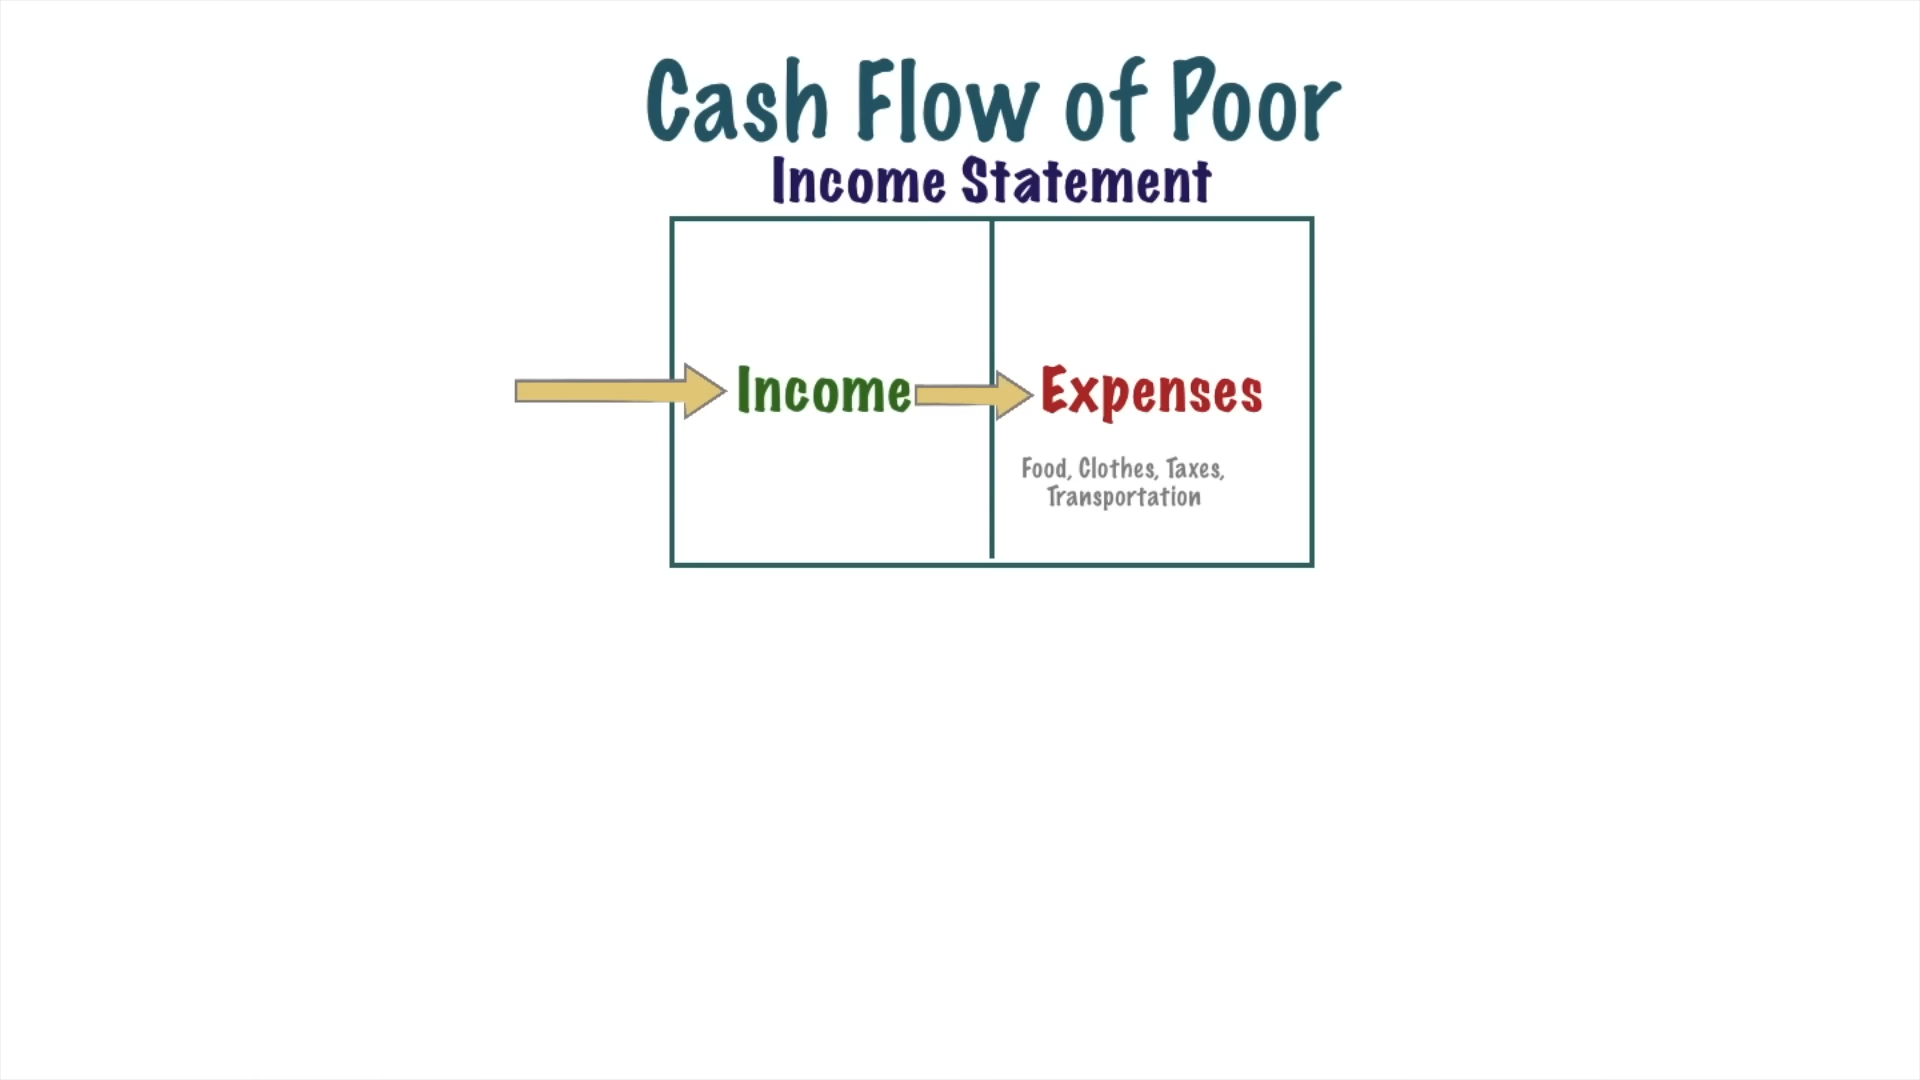 Cash Flow of Poor
Income Statement
Income
Expenses
Food, Clothes, Taxes,
Transportation